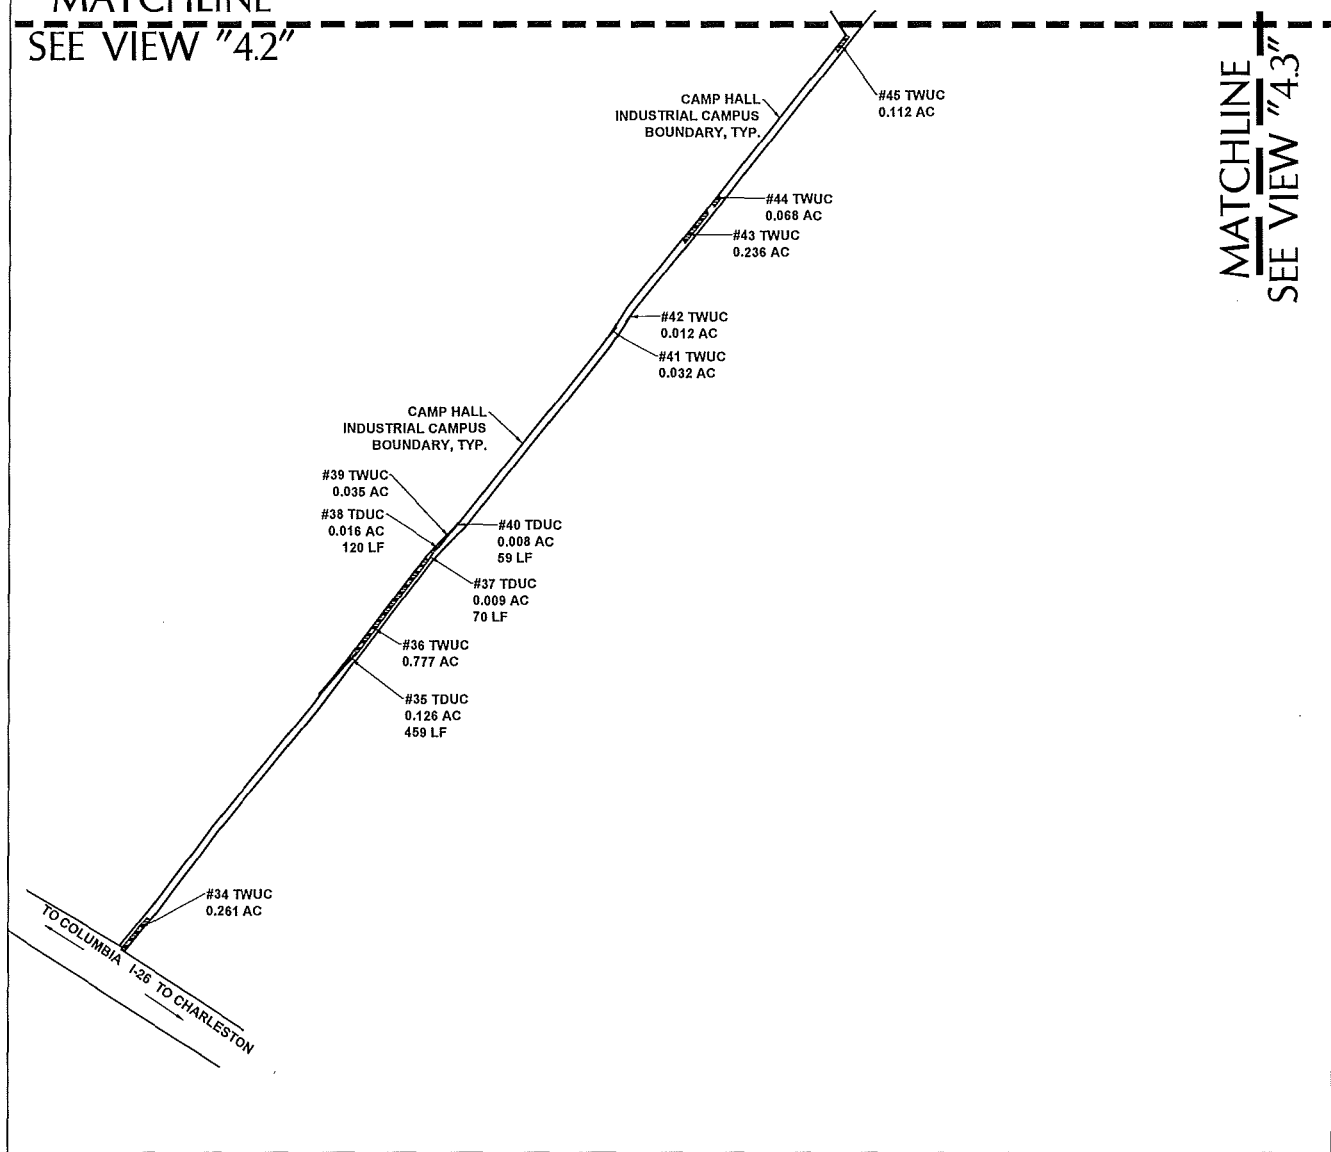 MATCHLINE
SEE VIEW "4.2"
MATCHLINE
SEE VIEW "4.3"
#45 TWUC
0.112 AC
CAMP HALL
INDUSTRIAL CAMPUS
BOUNDARY, TYP.
#44 TWUC
0.068 AC
#43 TWUC
0.236 AC
#42 TWUC
0.012 AC
#41 TWUC
0.032 AC
CAMP HALL
INDUSTRIAL CAMPUS
BOUNDARY, TYP.
#39 TWUC
0.035 AC
#38 TDUC
0.016 AC
120 LF
#40 TDUC
0.008 AC
59 LF
#37 TDUC
0.009 AC
70 LF
#36 TWUC
0.777 AC
#35 TDUC
0.126 AC
459 LF
#34 TWUC
0.261 AC
TO COLUMBIA I-26 TO CHARLESTON